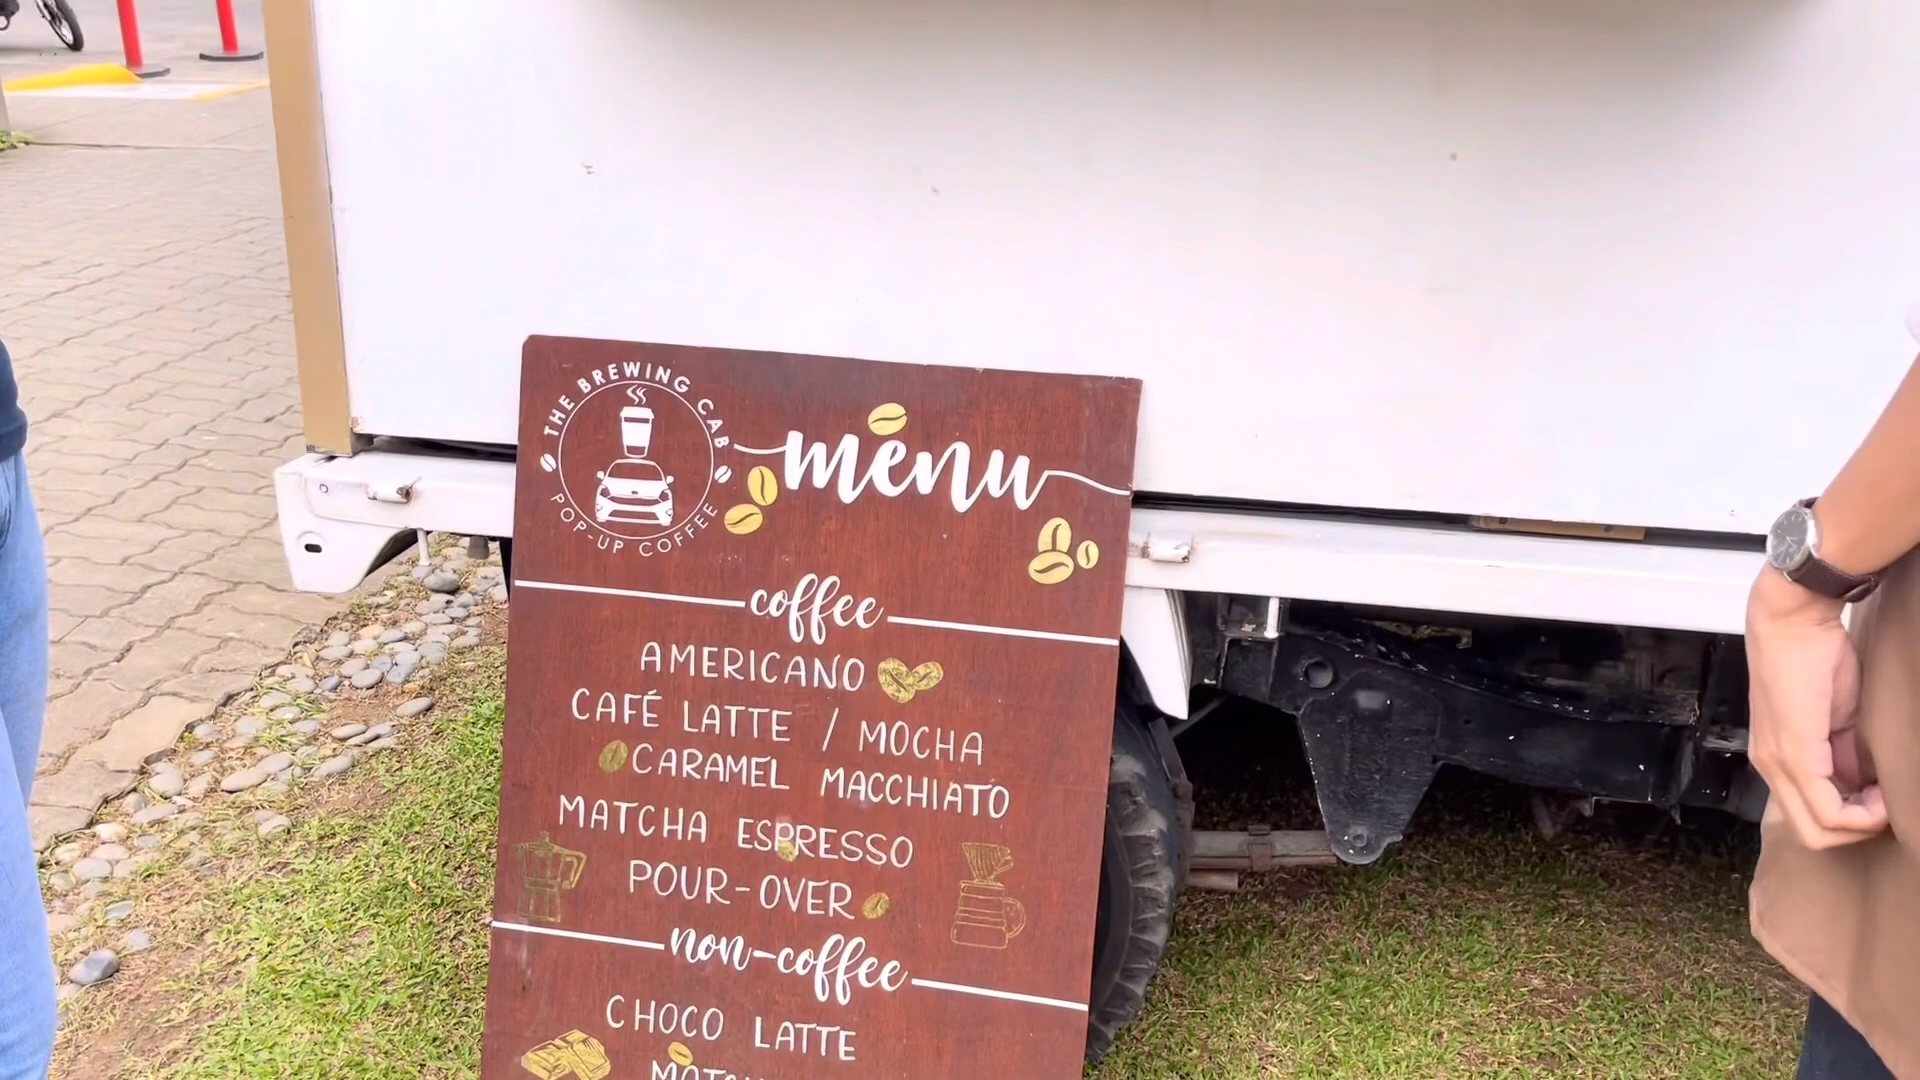 THE BREWING CAB
POP-UP COFFEE
menu
coffee
AMERICANO
CAFÉ LATTE / MOCHA
CARAMEL MACCHIATO
MATCHA ESPRESSO
POUR-OVER
non-coffee
CHOCO LATTE